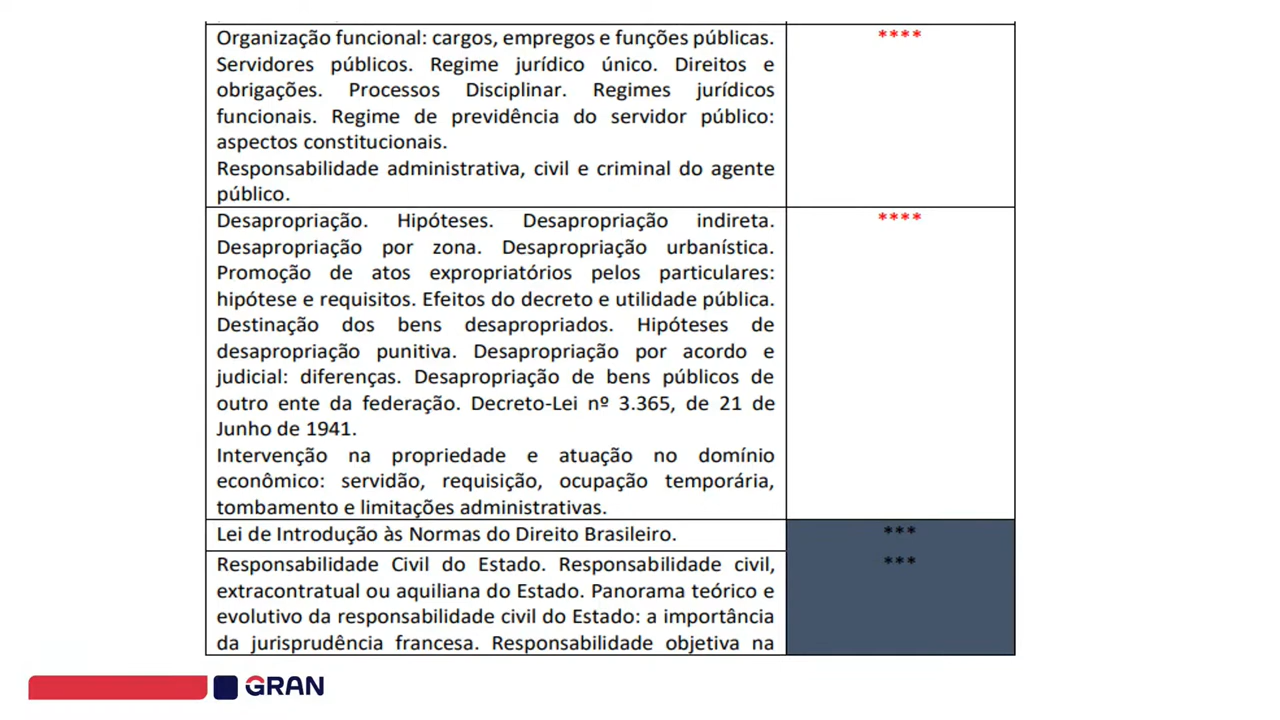 Organização funcional: cargos, empregos e funções públicas. ****
Servidores públicos. Regime jurídico único. Direitos e
obrigações. Processos Disciplinar. Regimes jurídicos
funcionais. Regime de previdência do servidor público:
aspectos constitucionais.
Responsabilidade administrativa, civil e criminal do agente
público.
Desapropriação. Hipóteses. Desapropriação indireta. ****
Desapropriação por zona. Desapropriação urbanística.
Promoção de atos expropriatórios pelos particulares:
hipótese e requisitos. Efeitos do decreto e utilidade pública.
Destinação dos bens desapropriados. Hipóteses de
desapropriação punitiva. Desapropriação por acordo e
judicial: diferenças. Desapropriação de bens públicos de
outro ente da federação. Decreto-Lei nº 3.365, de 21 de
Junho de 1941.
Intervenção na propriedade e atuação no domínio
econômico: servidão, requisição, ocupação temporária,
tombamento e limitações administrativas.
Lei de Introdução às Normas do Direito Brasileiro. ***
Responsabilidade Civil do Estado. Responsabilidade civil, ***
extracontratual ou aquiliana do Estado. Panorama teórico e
evolutivo da responsabilidade civil do Estado: a importância
da jurisprudência francesa. Responsabilidade objetiva na
GRAN